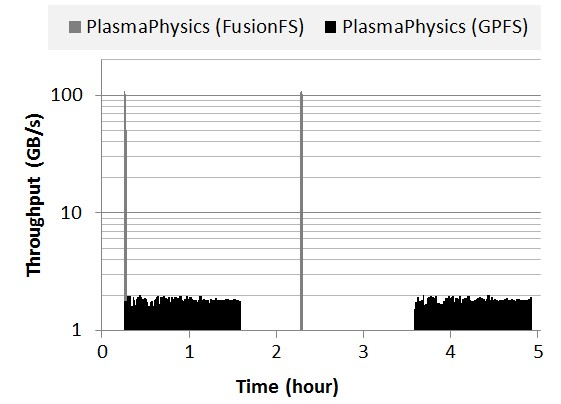 PlasmaPhysics (FusionFS) PlasmaPhysics (GPFS)
100
10
1
Throughput (GB/s)
0 1 2 3 4 5
Time (hour)